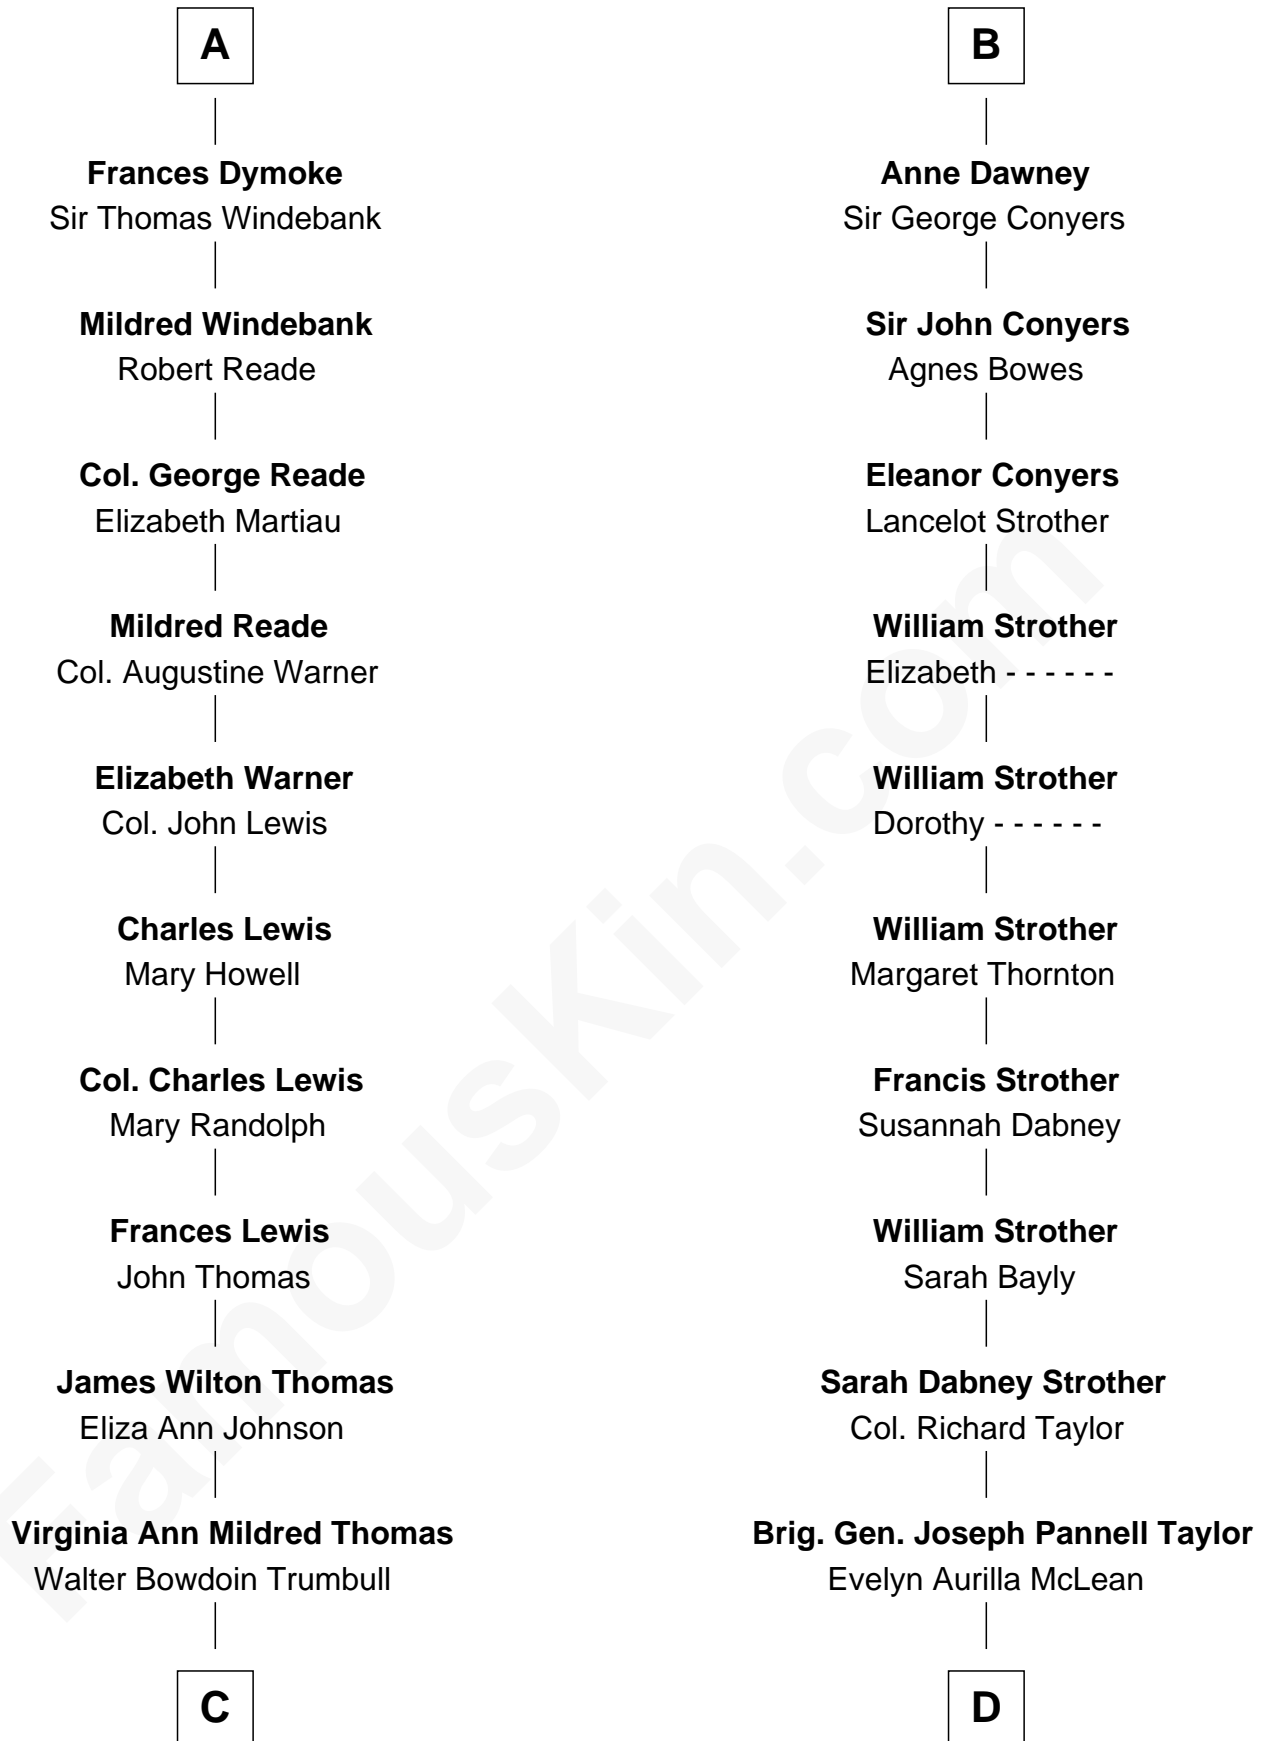 A
Frances Dymoke
Sir Thomas Windebank
Mildred Windebank
Robert Reade
Col. George Reade
Elizabeth Martiau
Mildred Reade
Col. Augustine Warner
Elizabeth Warner
Col. John Lewis
Charles Lewis
Mary Howell
Col. Charles Lewis
Mary Randolph
Frances Lewis
John Thomas
James Wilton Thomas
Eliza Ann Johnson
Virginia Ann Mildred Thomas
Walter Bowdoin Trumbull
C
B
Anne Dawney
Sir George Conyers
Sir John Conyers
Agnes Bowes
Eleanor Conyers
Lancelot Strother
William Strother
Elizabeth - - - - - -
William Strother
Dorothy - - - - - -
William Strother
Margaret Thornton
Francis Strother
Susannah Dabney
William Strother
Sarah Bayly
Sarah Dabney Strother
Col. Richard Taylor
Brig. Gen. Joseph Pannell Taylor
Evelyn Aurilla McLean
D
FamousKin.com